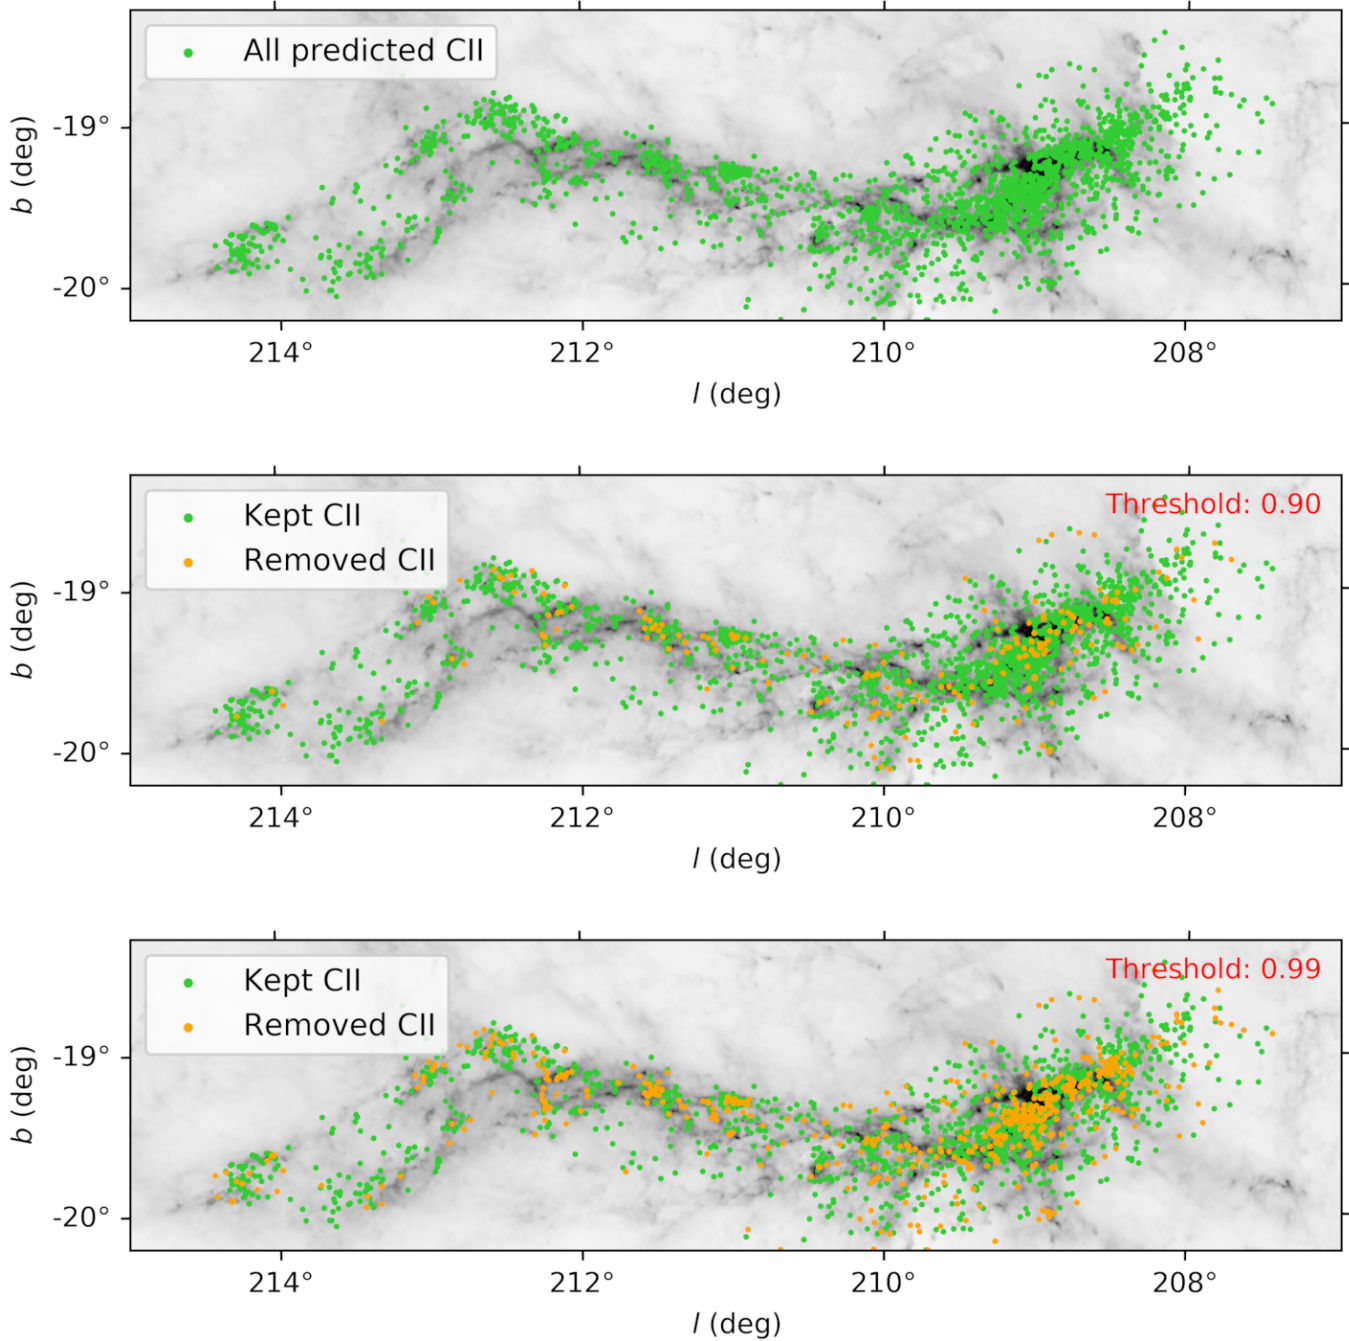 All predicted CII
-19°
-20°
b (deg)
214°
212°
210°
208°
l (deg)
Kept CII
Removed CII
Threshold: 0.90
-19°
-20°
b (deg)
214°
212°
210°
208°
l (deg)
Kept CII
Removed CII
Threshold: 0.99
-19°
-20°
b (deg)
214°
212°
210°
208°
l (deg)